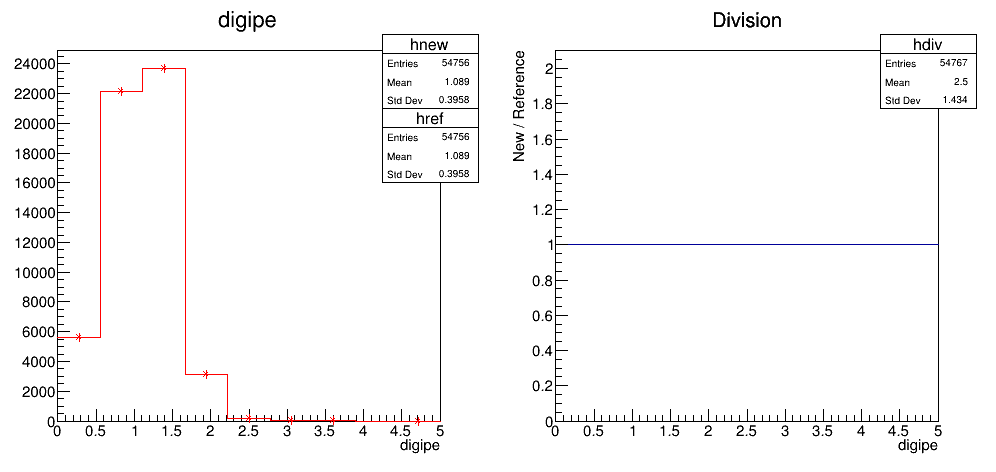 digipe
hnew
Entries 54756
Mean 1.089
Std Dev 0.3958
href
Entries 54756
Mean 1.089
Std Dev 0.3958
24000
22000
20000
18000
16000
14000
12000
10000
8000
6000
4000
2000
0
0 0.5 1 1.5 2 2.5 3 3.5 4 4.5 5
digipe
Division
hdiv
Entries 54767
Mean 2.5
Std Dev 1.434
New / Reference
2
1.8
1.6
1.4
1.2
1
0.8
0.6
0.4
0.2
0
0 0.5 1 1.5 2 2.5 3 3.5 4 4.5 5
digipe